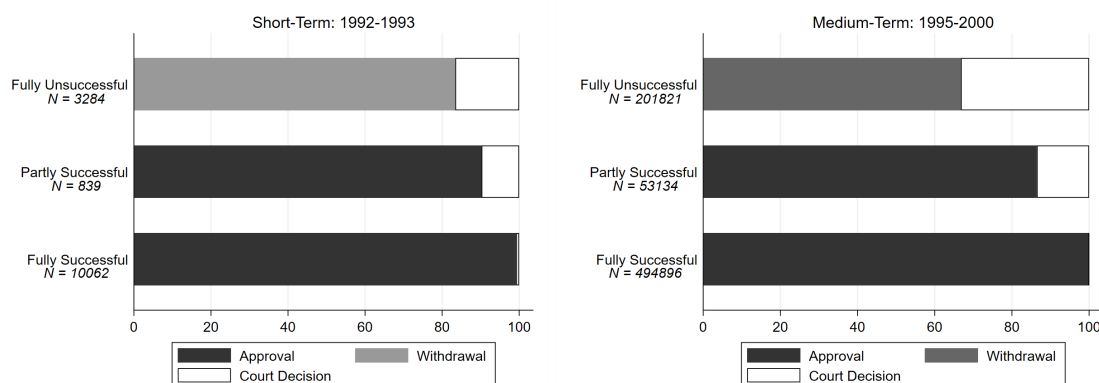 Short-Term: 1992-1993
Fully Unsuccessful
N = 3284
Partly Successful
N = 839
Fully Successful
N = 10062
0 20 40 60 80 100
Approval Withdrawal
Court Decision
Medium-Term: 1995-2000
Fully Unsuccessful
N = 201821
Partly Successful
N = 53134
Fully Successful
N = 494896
0 20 40 60 80 100
Approval Withdrawal
Court Decision